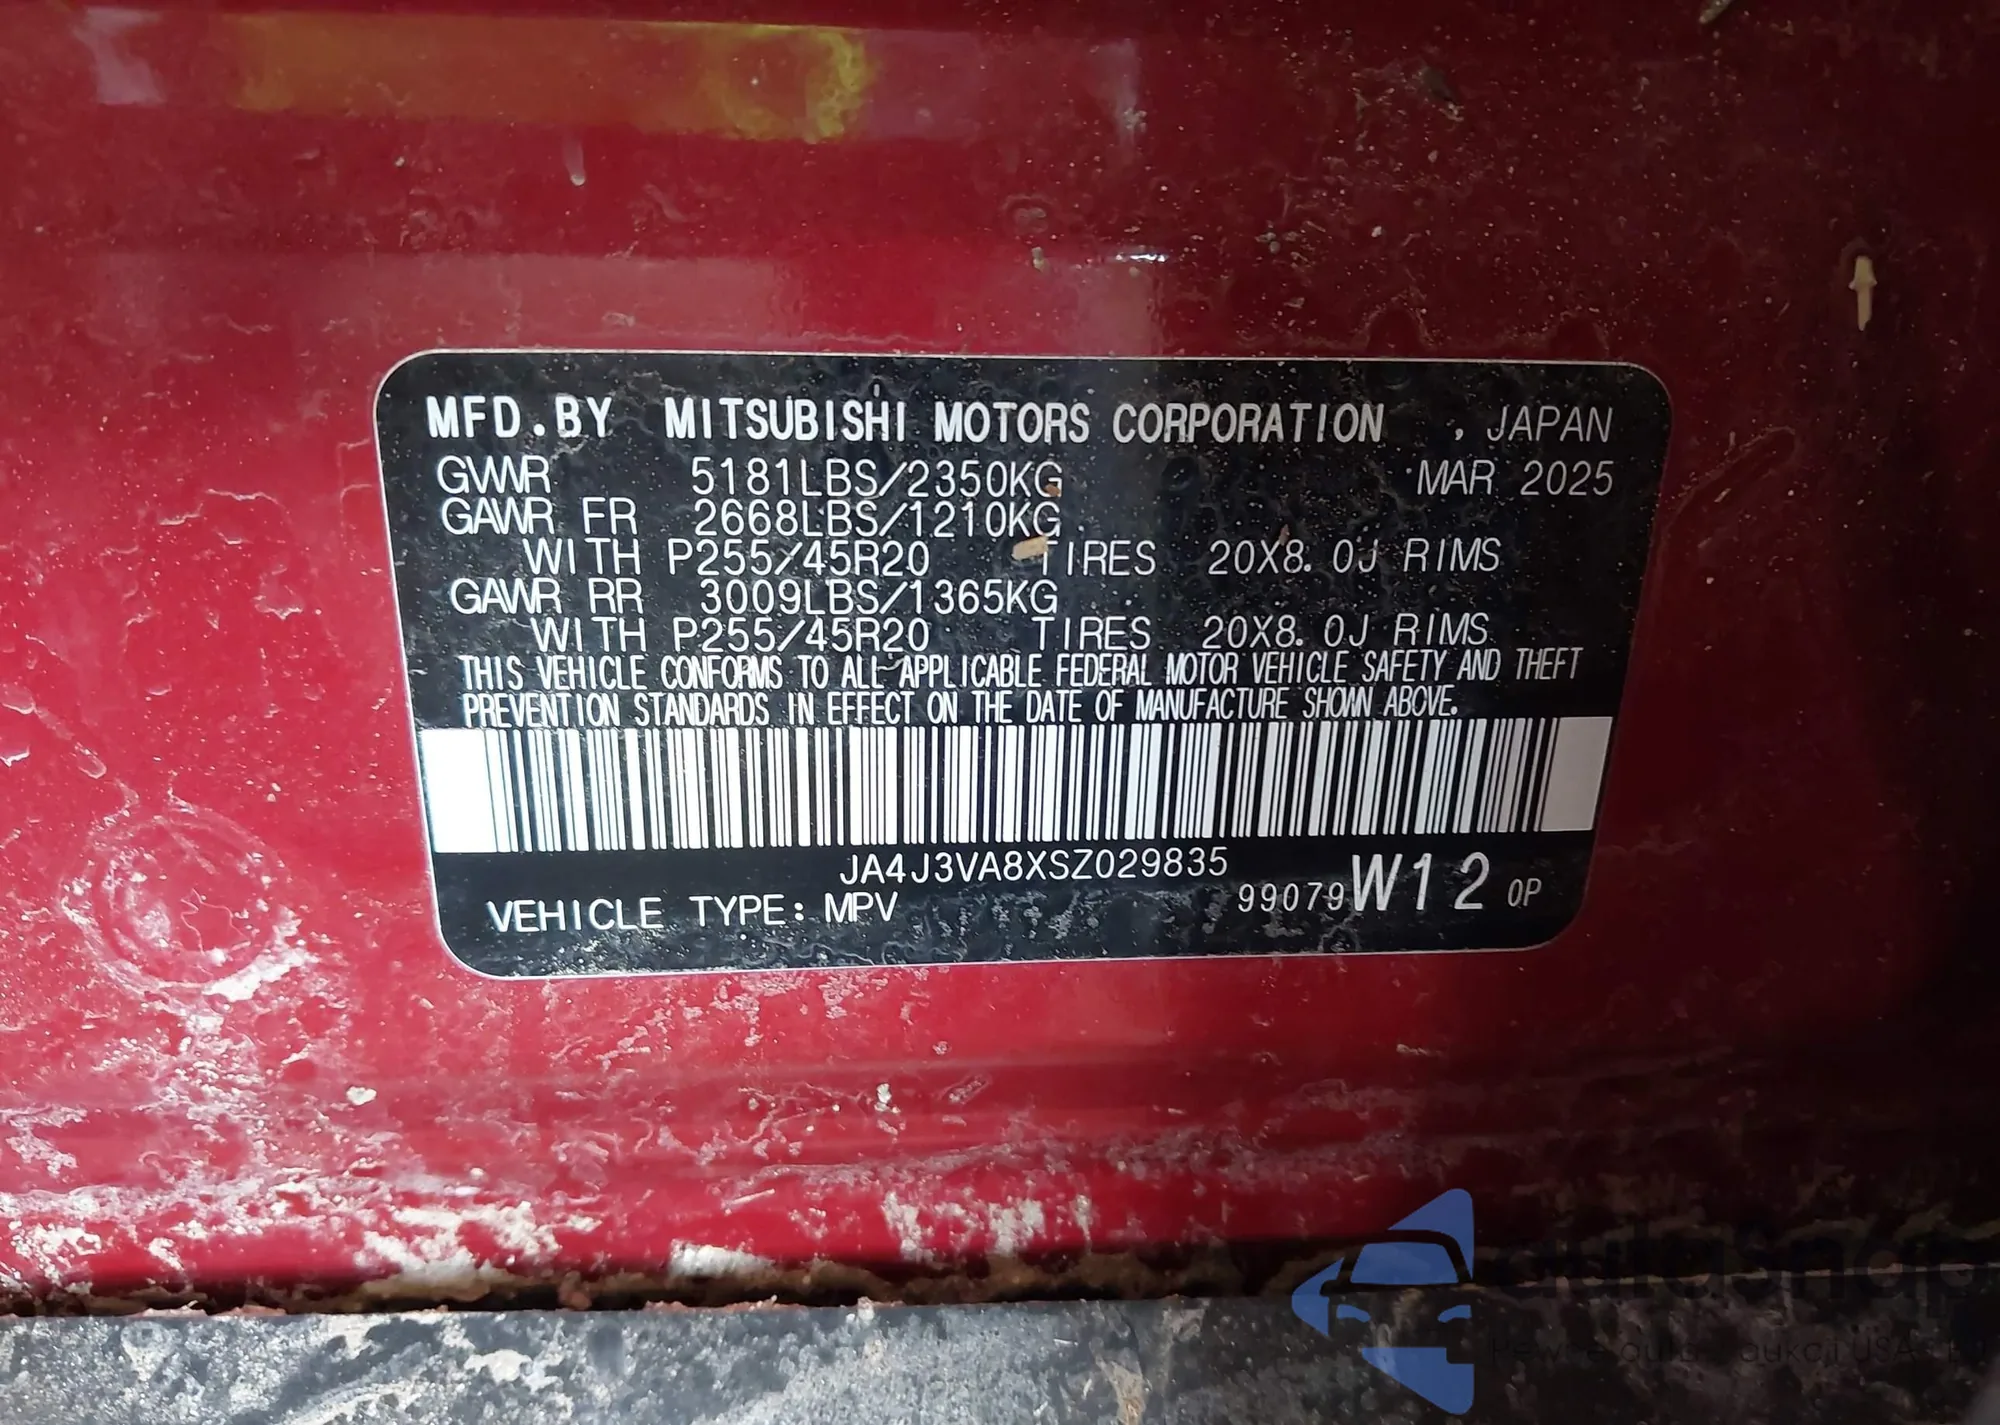 MFD.BY MITSUBISHI MOTORS CORPORATION , JAPAN
GVWR 5181LBS/2350KG MAR 2025
GAWR FR 2668LBS/1210KG
WITH P255/45R20 TIRES 20X8.0J RIMS
GAWR RR 3009LBS/1365KG
WITH P255/45R20 TIRES 20X8.0J RIMS
THIS VEHICLE CONFORMS TO ALL APPLICABLE FEDERAL MOTOR VEHICLE SAFETY AND THEFT
PREVENTION STANDARDS IN EFFECT ON THE DATE OF MANUFACTURE SHOWN ABOVE.
JA4J3VA8XSZ029835
VEHICLE TYPE: MPV 99079 W12 OP
autosnap
USA